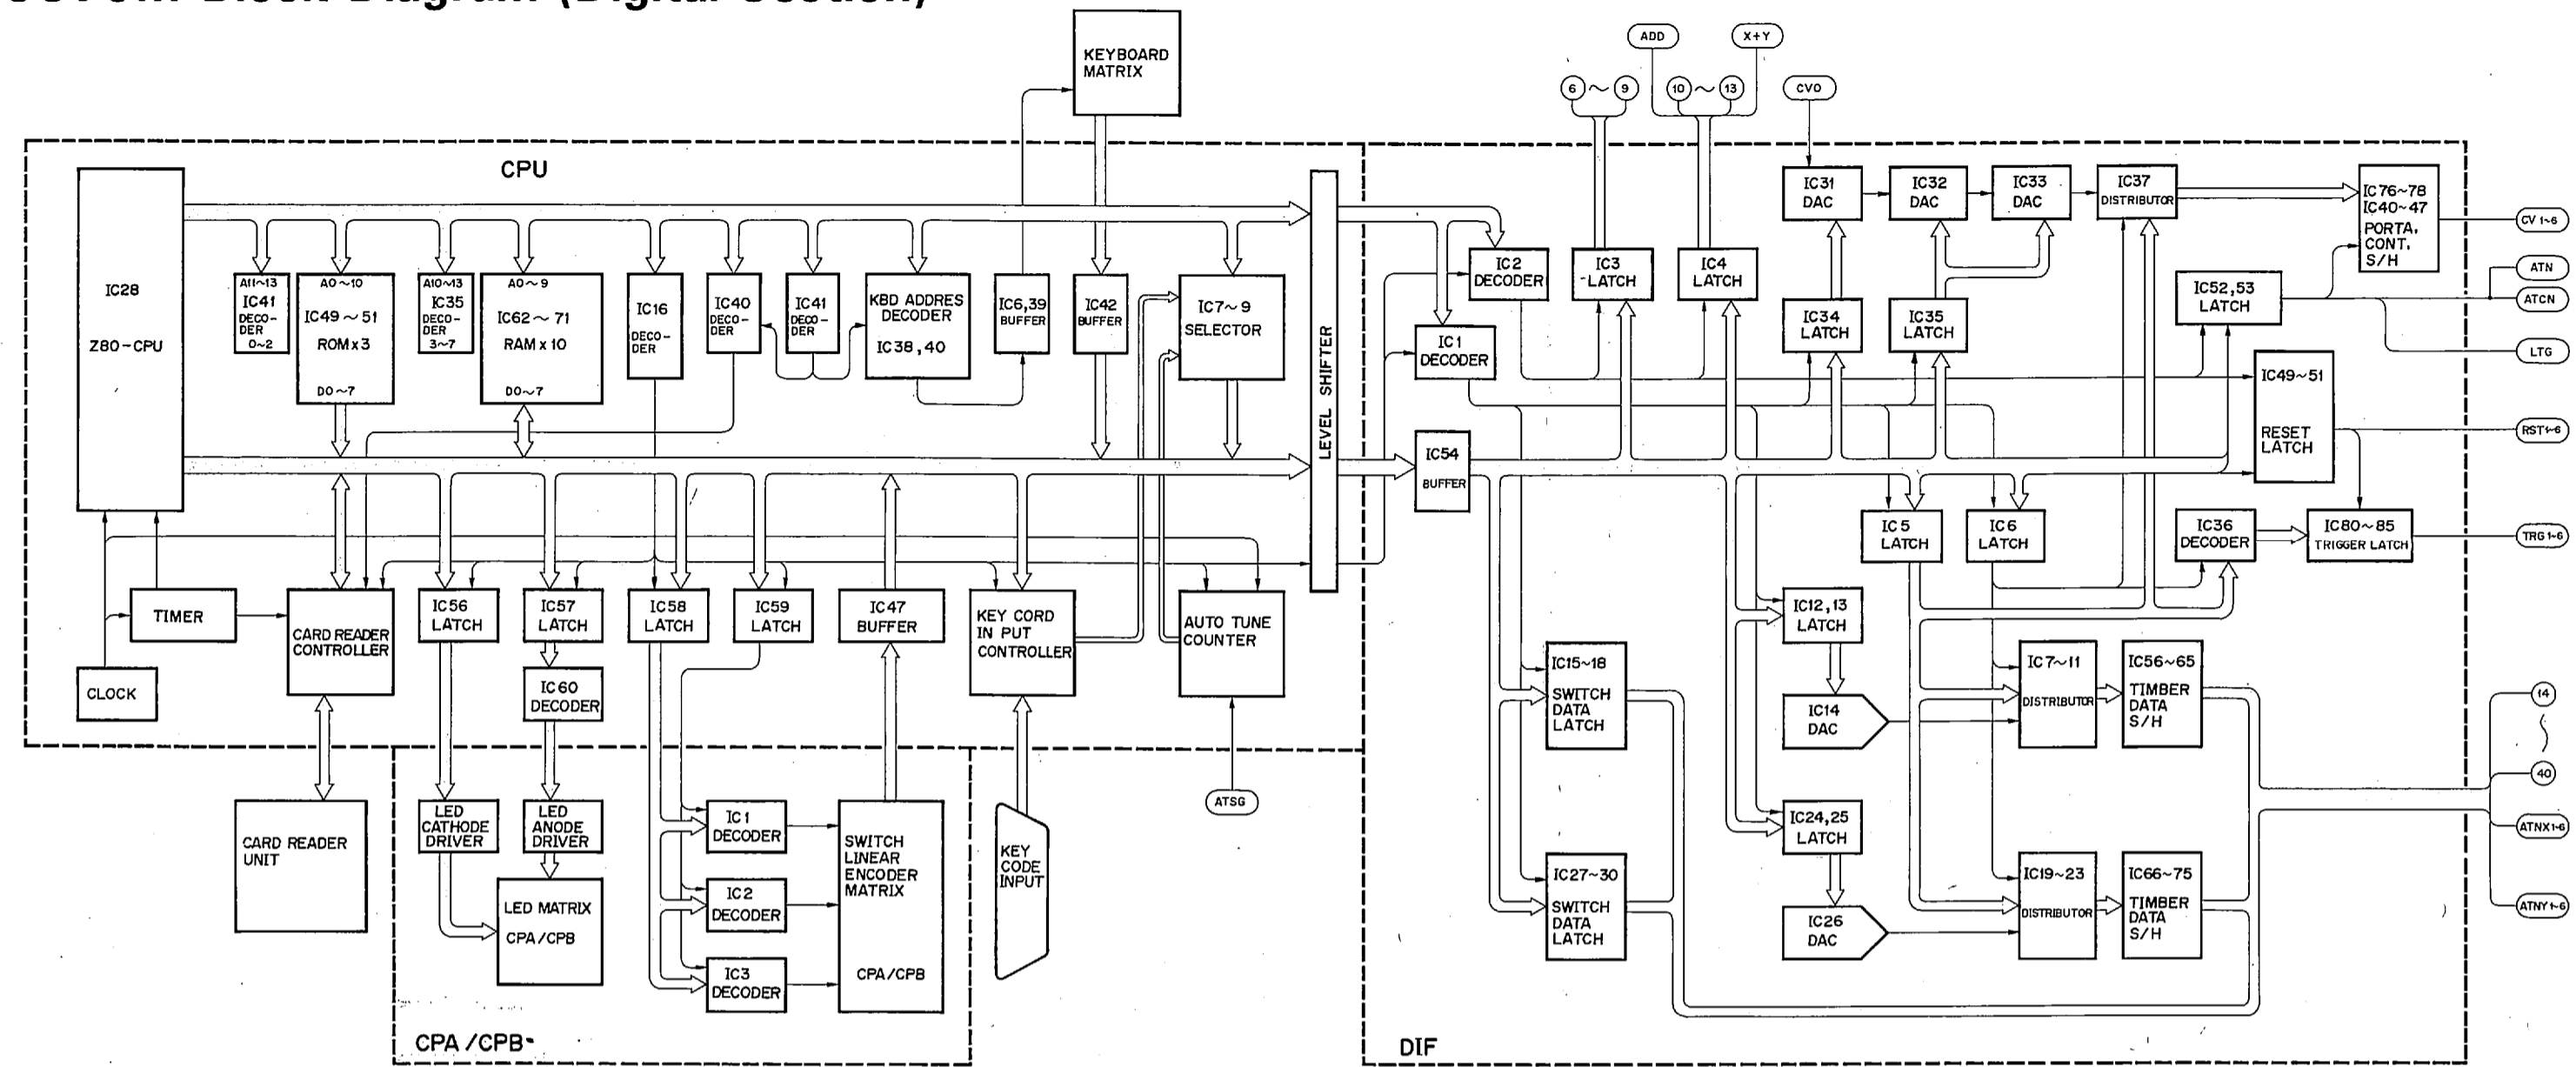 Block Diagram (Digital Section)
KEYBOARD
MATRIX
ADD
X+Y
6 ~ 9
10 ~ 13
CVO
CPU
IC28
Z80-CPU
A11~13
IC41
DECO-
DER
0~2
A0~10
IC49~51
ROM x 3
D0~7
A10~13
IC35
DECO-
DER
3~7
A0~9
IC62~71
RAM x 10
D0~7
IC16
DECO-
DER
IC40
DECO-
DER
IC41
DECO-
DER
KBD ADDRES
DECODER
IC38,40
IC6,39
BUFFER
IC42
BUFFER
IC7~9
SELECTOR
LEVEL SHIFTER
TIMER
CLOCK
CARD READER
CONTROLLER
IC56
LATCH
IC57
LATCH
IC60
DECODER
IC58
LATCH
IC59
LATCH
IC47
BUFFER
KEY CORD
IN PUT
CONTROLLER
AUTO TUNE
COUNTER
CARD READER
UNIT
LED
CATHODE
DRIVER
LED
ANODE
DRIVER
LED MATRIX
CPA/CPB
IC1
DECODER
IC2
DECODER
IC3
DECODER
SWITCH
LINEAR
ENCODER
MATRIX
CPA/CPB
KEY
CODE
INPUT
ATSG
CPA/CPB
IC2
DECODER
IC1
DECODER
IC54
BUFFER
IC3
LATCH
IC4
LATCH
IC31
DAC
IC32
DAC
IC33
DAC
IC37
DISTRIBUTOR
IC76~78
IC40~47
PORTA,
CONT,
S/H
IC34
LATCH
IC35
LATCH
IC52,53
LATCH
IC49~51
RESET
LATCH
IC5
LATCH
IC6
LATCH
IC36
DECODER
IC80~85
TRIGGER LATCH
IC12,13
LATCH
IC14
DAC
IC15~18
SWITCH
DATA
LATCH
IC7~11
DISTRIBUTOR
IC56~65
TIMBER
DATA
S/H
IC24,25
LATCH
IC26
DAC
IC27~30
SWITCH
DATA
LATCH
IC19~23
DISTRIBUTOR
IC66~75
TIMBER
DATA
S/H
DIF
CV 1~6
ATN
ATCN
LTG
RST1~6
TRG1~6
14
~
40
ATNX1~6
ATNY1~6